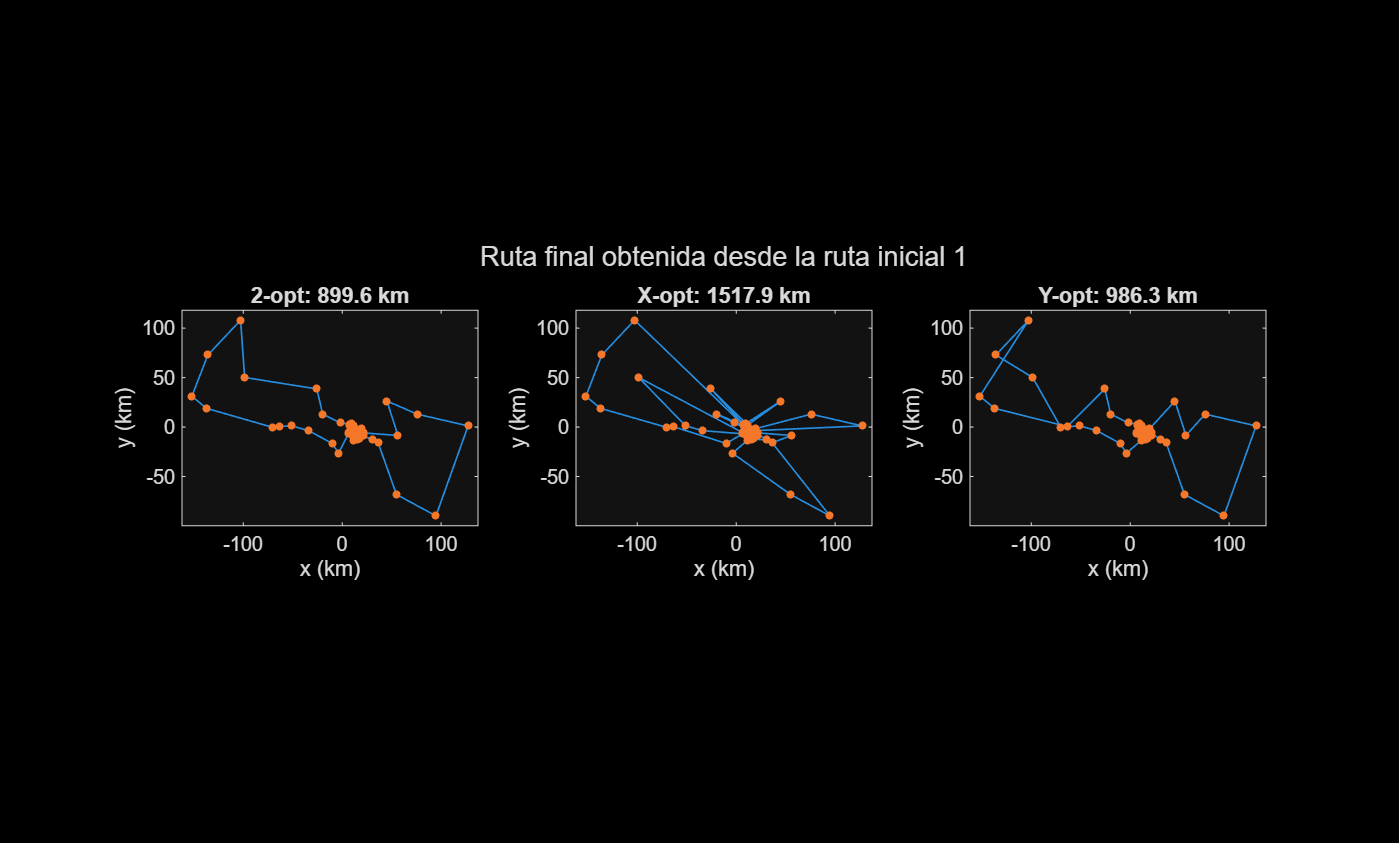 Ruta final obtenida desde la ruta inicial 1
2-opt: 899.6 km
100
50
0
-50
-100 0 100
x (km)
y (km)
X-opt: 1517.9 km
100
50
0
-50
-100 0 100
x (km)
y (km)
Y-opt: 986.3 km
100
50
0
-50
-100 0 100
x (km)
y (km)